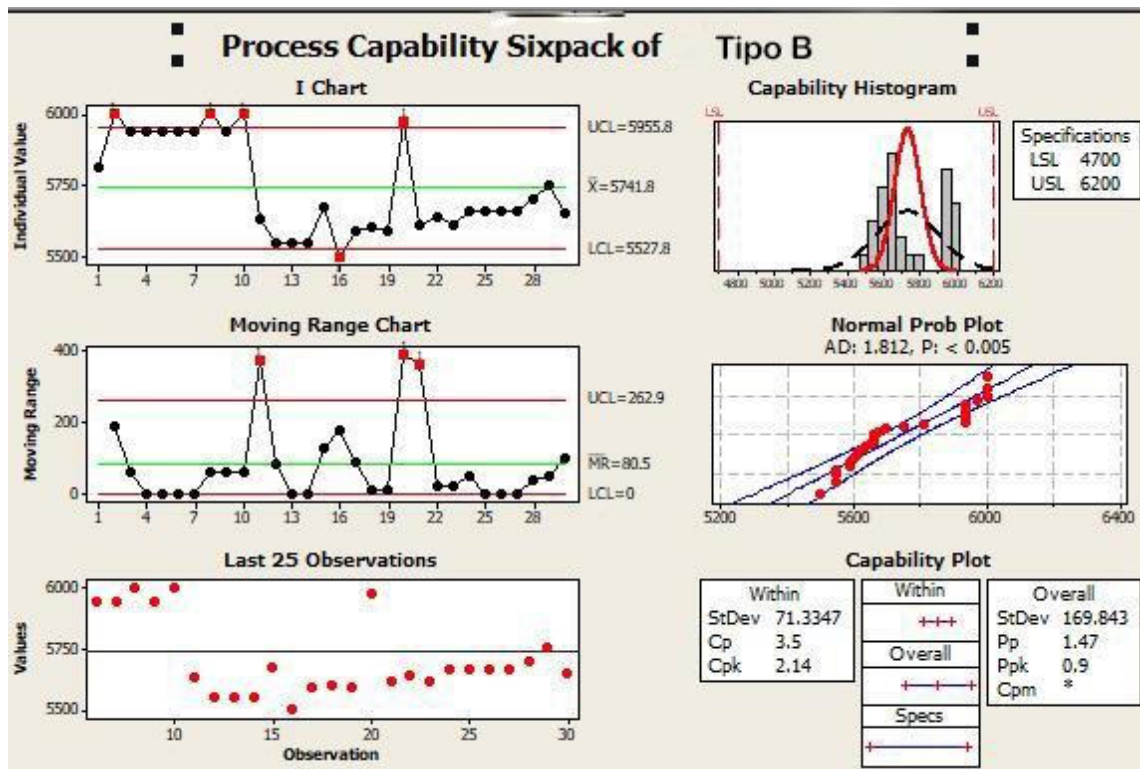 Process Capability Sixpack of Tipo B
I Chart
Individual Value
6000
5750
5500
UCL=5955.8
X=5741.8
LCL=5527.8
1 4 7 10 13 16 19 22 25 28
Capability Histogram
LSL USL
4800 5000 5200 5400 5600 5800 6000 6200
Specifications
LSL 4700
USL 6200
Moving Range Chart
Moving Range
400
200
0
UCL=262.9
MR=80.5
LCL=0
1 4 7 10 13 16 19 22 25 28
Normal Prob Plot
AD: 1.812, P: < 0.005
5200 5600 6000 6400
Last 25 Observations
Values
6000
5750
5500
10 15 20 25 30
Observation
Capability Plot
Within
StDev 71.3347
Cp 3.5
Cpk 2.14
Within
Overall
Specs
Overall
StDev 169.843
Pp 1.47
Ppk 0.9
Cpm *